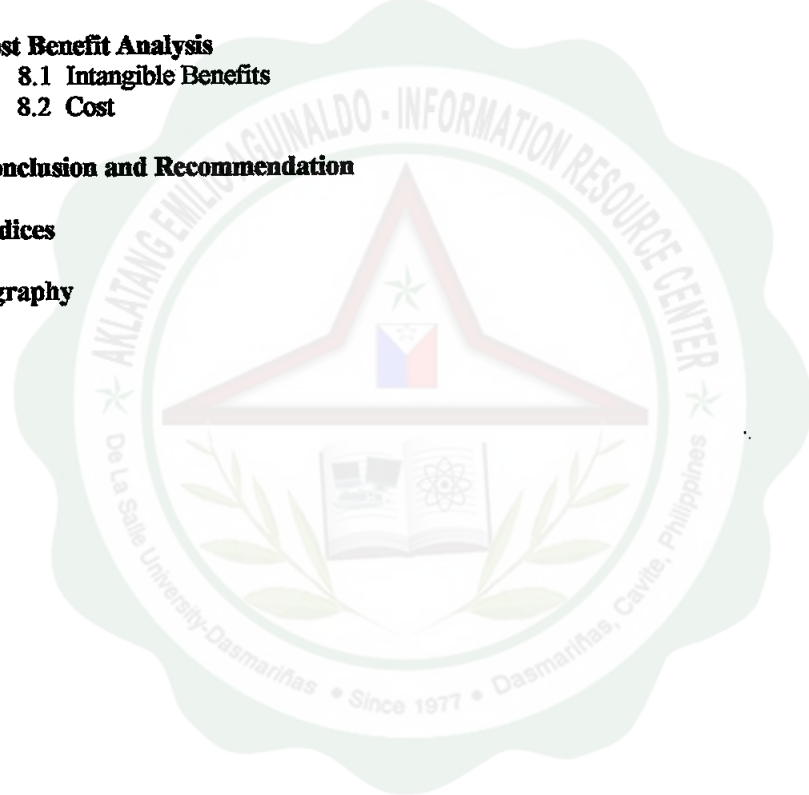 st Benefit Analysis
8.1 Intangible Benefits
8.2 Cost
nclusion and Recommendation
dices
graphy
AKLATANG EMILIO AGUINALDO - INFORMATION RESOURCE CENTER
De La Salle University-Dasmariñas • Since 1977 • Dasmariñas, Cavite, Philippines